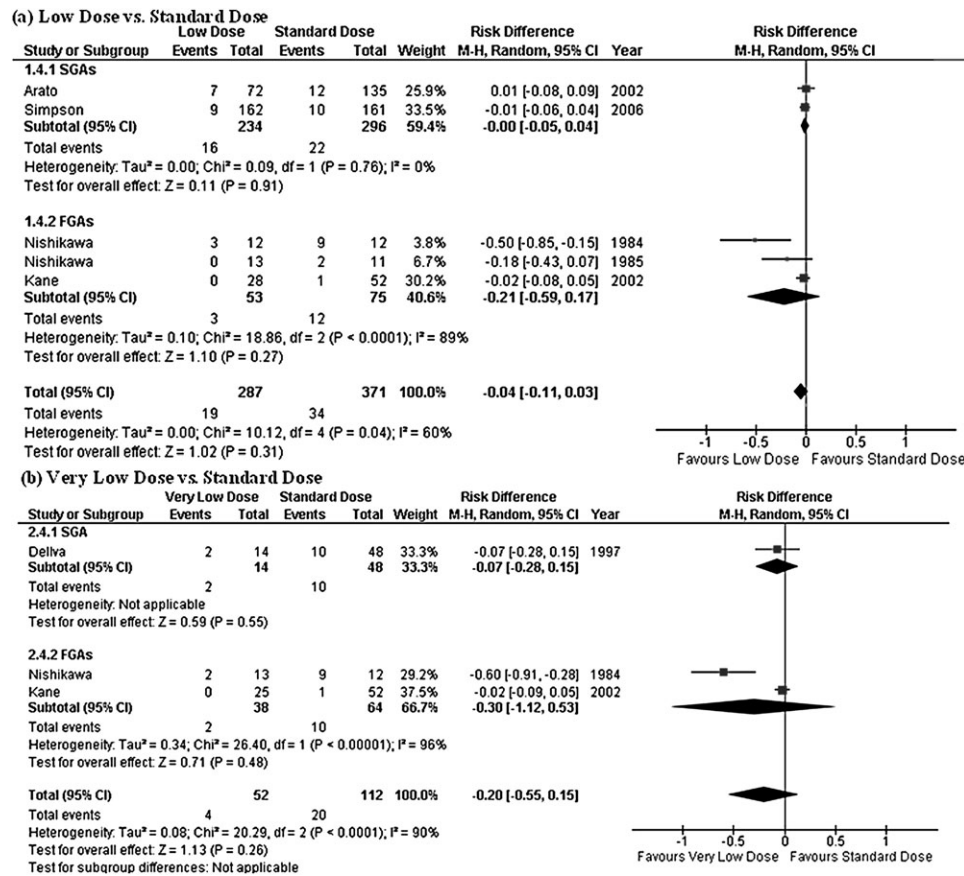 (a) Low Dose vs. Standard Dose
Low Dose Standard Dose Risk Difference Risk Difference
Study or Subgroup Events Total Events Total Weight M-H, Random, 95% CI Year M-H, Random, 95% CI
1.4.1 SGAs
Arato 7 72 12 135 25.9% 0.01 [-0.08, 0.09] 2002
Simpson 9 162 10 161 33.5% -0.01 [-0.06, 0.04] 2006
Subtotal (95% CI) 234 296 59.4% -0.00 [-0.05, 0.04]
Total events 16 22
Heterogeneity: Tau² = 0.00; Chi² = 0.09, df = 1 (P = 0.76); I² = 0%
Test for overall effect: Z = 0.11 (P = 0.91)
1.4.2 FGAs
Nishikawa 3 12 9 12 3.8% -0.50 [-0.85, -0.15] 1984
Nishikawa 0 13 2 11 6.7% -0.18 [-0.43, 0.07] 1985
Kane 0 28 1 52 30.2% -0.02 [-0.08, 0.05] 2002
Subtotal (95% CI) 53 75 40.6% -0.21 [-0.59, 0.17]
Total events 3 12
Heterogeneity: Tau² = 0.10; Chi² = 18.86, df = 2 (P < 0.0001); I² = 89%
Test for overall effect: Z = 1.10 (P = 0.27)
Total (95% CI) 287 371 100.0% -0.04 [-0.11, 0.03]
Total events 19 34
Heterogeneity: Tau² = 0.00; Chi² = 10.12, df = 4 (P = 0.04); I² = 60%
Test for overall effect: Z = 1.02 (P = 0.31)
-1 -0.5 0 0.5 1
Favours Low Dose Favours Standard Dose
(b) Very Low Dose vs. Standard Dose
Very Low Dose Standard Dose Risk Difference Risk Difference
Study or Subgroup Events Total Events Total Weight M-H, Random, 95% CI Year M-H, Random, 95% CI
2.4.1 SGA
Dellva 2 14 10 48 33.3% -0.07 [-0.28, 0.15] 1997
Subtotal (95% CI) 14 48 33.3% -0.07 [-0.28, 0.15]
Total events 2 10
Heterogeneity: Not applicable
Test for overall effect: Z = 0.59 (P = 0.55)
2.4.2 FGAs
Nishikawa 2 13 9 12 29.2% -0.60 [-0.91, -0.28] 1984
Kane 0 25 1 52 37.5% -0.02 [-0.09, 0.05] 2002
Subtotal (95% CI) 38 64 66.7% -0.30 [-1.12, 0.53]
Total events 2 10
Heterogeneity: Tau² = 0.34; Chi² = 26.40, df = 1 (P < 0.00001); I² = 96%
Test for overall effect: Z = 0.71 (P = 0.48)
Total (95% CI) 52 112 100.0% -0.20 [-0.55, 0.15]
Total events 4 20
Heterogeneity: Tau² = 0.08; Chi² = 20.29, df = 2 (P < 0.0001); I² = 90%
Test for overall effect: Z = 1.13 (P = 0.26)
Test for subgroup differences: Not applicable
-1 -0.5 0 0.5 1
Favours Very Low Dose Favours Standard Dose